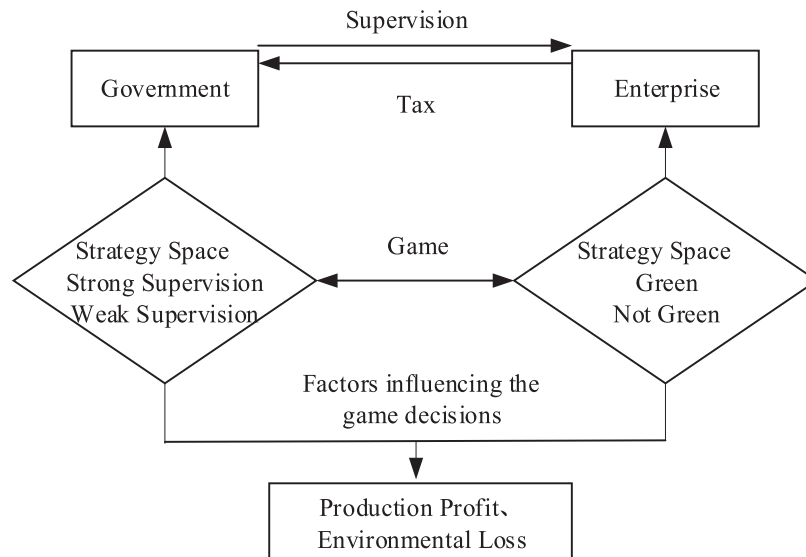 Supervision
Government
Enterprise
Tax
Strategy Space
Strong Supervision
Weak Supervision
Game
Strategy Space
Green
Not Green
Factors influencing the
game decisions
Production Profit、
Environmental Loss